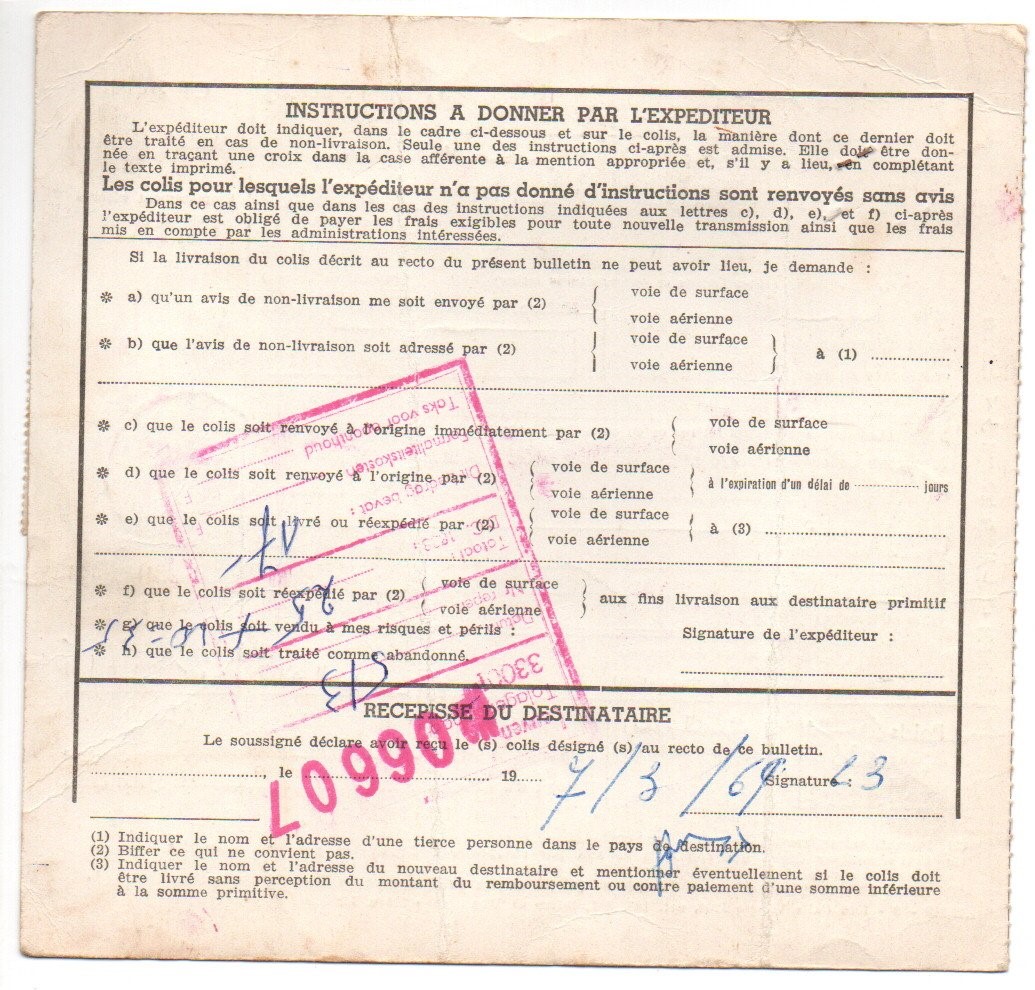 INSTRUCTIONS A DONNER PAR L'EXPEDITEUR
L'expéditeur doit indiquer, dans le cadre ci-dessous et sur le colis, la manière dont ce dernier doit
être traité en cas de non-livraison. Seule une des instructions ci-après est admise. Elle doit être don-
née en traçant une croix dans la case afférente à la mention appropriée et, s'il y a lieu, en complétant
le texte imprimé.
Les colis pour lesquels l'expéditeur n'a pas donné d'instructions sont renvoyés sans avis
Dans ce cas ainsi que dans les cas des instructions indiquées aux lettres c), d), e), et f) ci-après
l'expéditeur est obligé de payer les frais exigibles pour toute nouvelle transmission ainsi que les frais
mis en compte par les administrations intéressées.
Si la livraison du colis décrit au recto du présent bulletin ne peut avoir lieu, je demande :
* a) qu'un avis de non-livraison me soit envoyé par (2) { voie de surface
voie aérienne
* b) que l'avis de non-livraison soit adressé par (2) { voie de surface
voie aérienne } à (1)
* c) que le colis soit renvoyé à l'origine immédiatement par (2) { voie de surface
voie aérienne
* d) que le colis soit renvoyé à l'origine par (2) { voie de surface
voie aérienne { à l'expiration d'un délai de jours
* e) que le colis soit livré ou réexpédié par (2) { voie de surface
voie aérienne { à (3)
* f) que le colis soit réexpédié par (2) { voie de surface
voie aérienne } aux fins livraison aux destinataire primitif
* g) que le colis soit vendu à mes risques et périls :
* h) que le colis soit traité comme abandonné.
Signature de l'expéditeur :
Taks voor
Formaliteitskosten
Dit bedrag bevat :
F
F
17-
25
513
06607
RECEPISSE DU DESTINATAIRE
Le soussigné déclare avoir reçu le (s) colis désigné (s) au recto de ce bulletin.
, le 19 Signature :
7/3/69
(1) Indiquer le nom et l'adresse d'une tierce personne dans le pays de destination.
(2) Biffer ce qui ne convient pas.
(3) Indiquer le nom et l'adresse du nouveau destinataire et mentionner éventuellement si le colis doit
être livré sans perception du montant du remboursement ou contre paiement d'une somme inférieure
à la somme primitive.